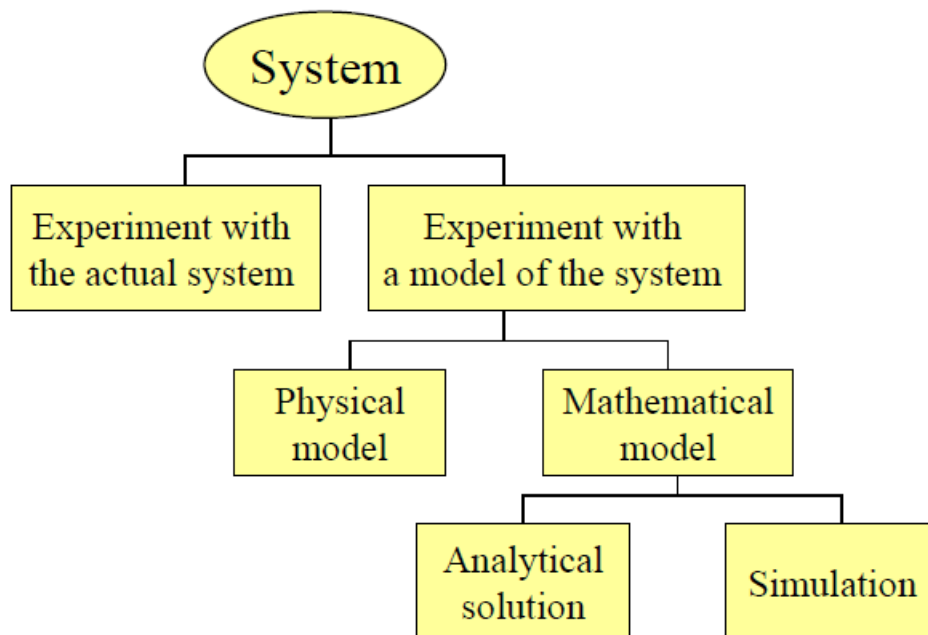 System
Experiment with
the actual system
Experiment with
a model of the system
Physical
model
Mathematical
model
Analytical
solution
Simulation